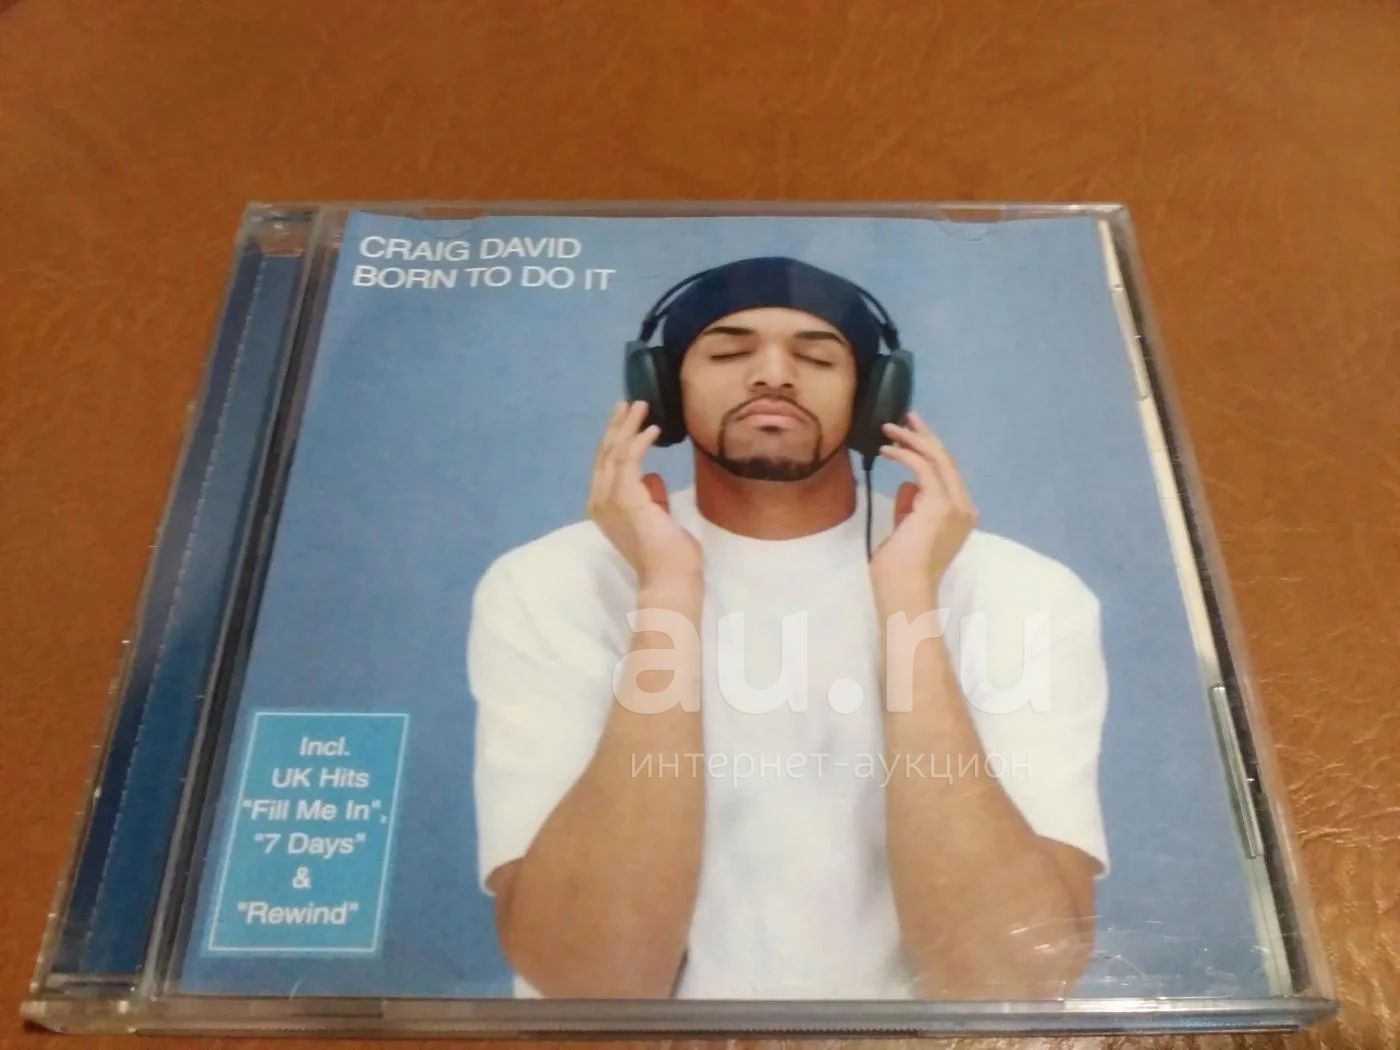 CRAIG DAVID
BORN TO DO IT
au.ru
интернет-аукцион
Incl.
UK Hits
"Fill Me In",
"7 Days"
&
"Rewind"